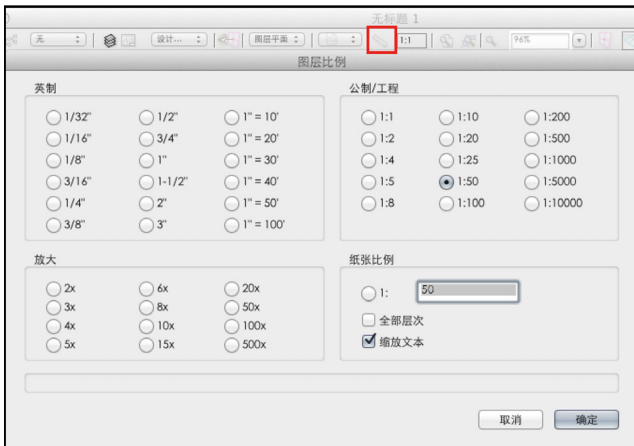 无标题 1
无
设计...
图层平面
1:1
96%
图层比例
英制
1/32"
1/16"
1/8"
3/16"
1/4"
3/8"
1/2"
3/4"
1"
1-1/2"
2"
3"
1" = 10'
1" = 20'
1" = 30'
1" = 40'
1" = 50'
1" = 100'
公制/工程
1:1
1:2
1:4
1:5
1:8
1:10
1:20
1:25
1:50
1:100
1:200
1:500
1:1000
1:5000
1:10000
放大
2x
3x
4x
5x
6x
8x
10x
15x
20x
50x
100x
500x
纸张比例
1: 50
全部层次
缩放文本
取消
确定